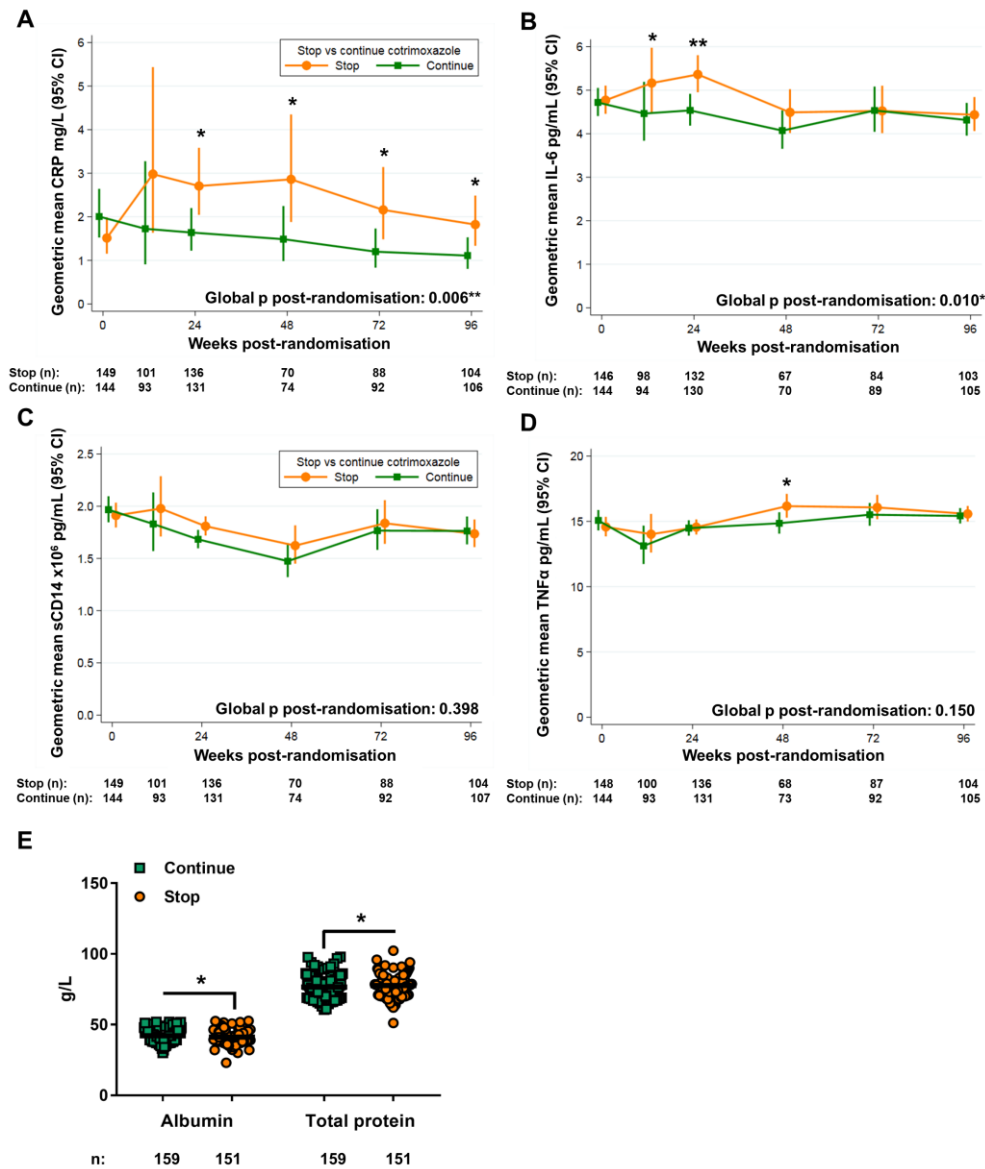 A
Geometric mean CRP mg/L (95% CI)
6
5
4
3
2
1
0
Stop vs continue cotrimoxazole
Stop Continue
*
*
*
*
Global p post-randomisation: 0.006**
0 24 48 72 96
Weeks post-randomisation
Stop (n): 149 101 136 70 88 104
Continue (n): 144 93 131 74 92 106
B
Geometric mean IL-6 pg/mL (95% CI)
6
5
4
3
2
1
0
*
**
Global p post-randomisation: 0.010*
0 24 48 72 96
Weeks post-randomisation
Stop (n): 146 98 132 67 84 103
Continue (n): 144 94 130 70 89 105
C
Geometric mean sCD14 x10⁶ pg/mL (95% CI)
2.5
2.0
1.5
1.0
0.0
Stop vs continue cotrimoxazole
Stop Continue
Global p post-randomisation: 0.398
0 24 48 72 96
Weeks post-randomisation
Stop (n): 149 101 136 70 88 104
Continue (n): 144 93 131 74 92 107
D
Geometric mean TNFα pg/mL (95% CI)
20
15
10
5
0
*
Global p post-randomisation: 0.150
0 24 48 72 96
Weeks post-randomisation
Stop (n): 148 100 136 68 87 104
Continue (n): 144 93 131 73 92 105
E
Continue
Stop
g/L
150
100
50
0
*
*
Albumin Total protein
n: 159 151 159 151